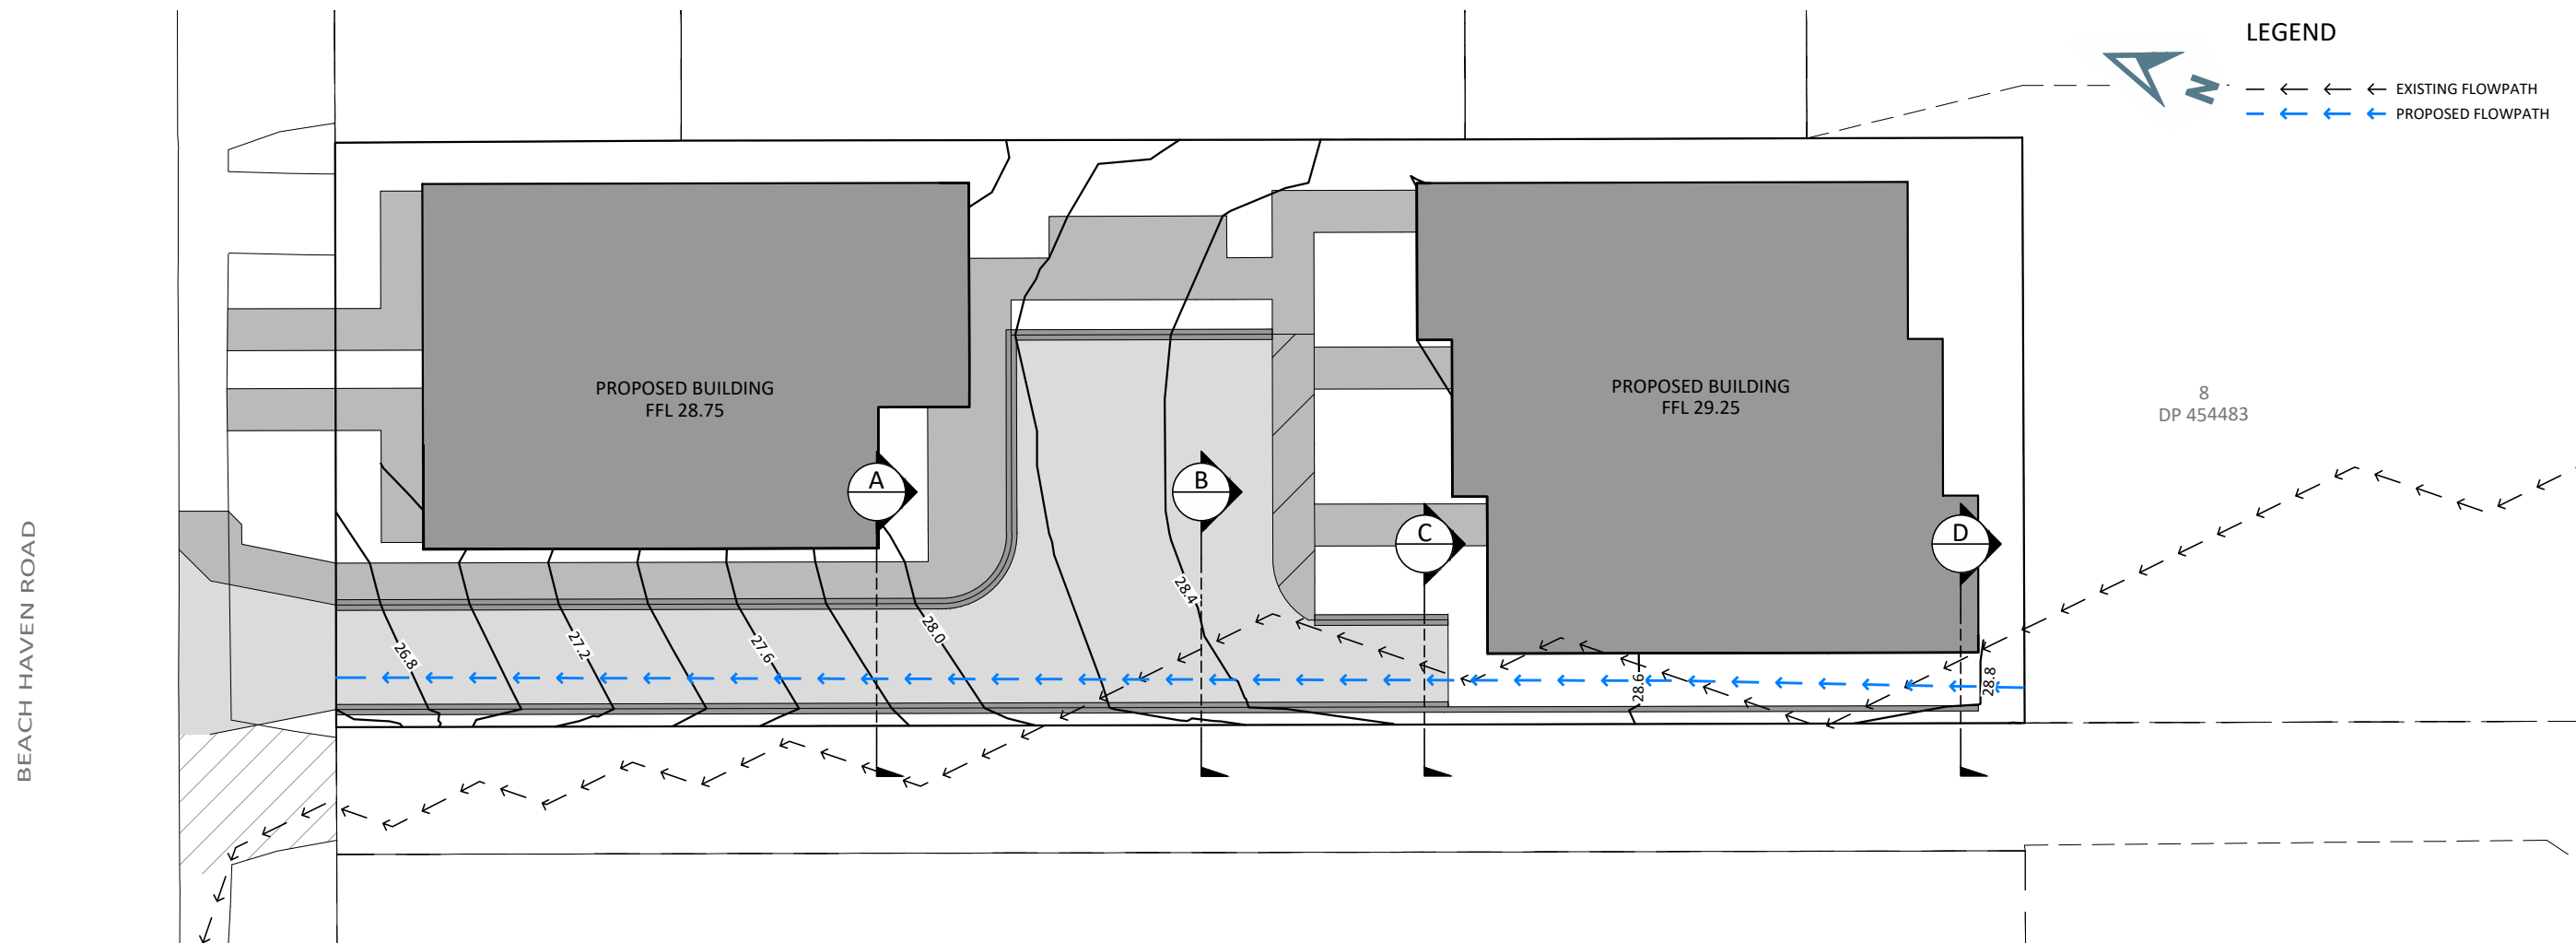 LEGEND
N
EXISTING FLOWPATH
PROPOSED FLOWPATH
PROPOSED BUILDING
FFL 28.75
PROPOSED BUILDING
FFL 29.25
8
DP 454483
A
B
C
D
BEACH HAVEN ROAD
26.8
27.2
27.6
28.0
28.4
28.6
28.8